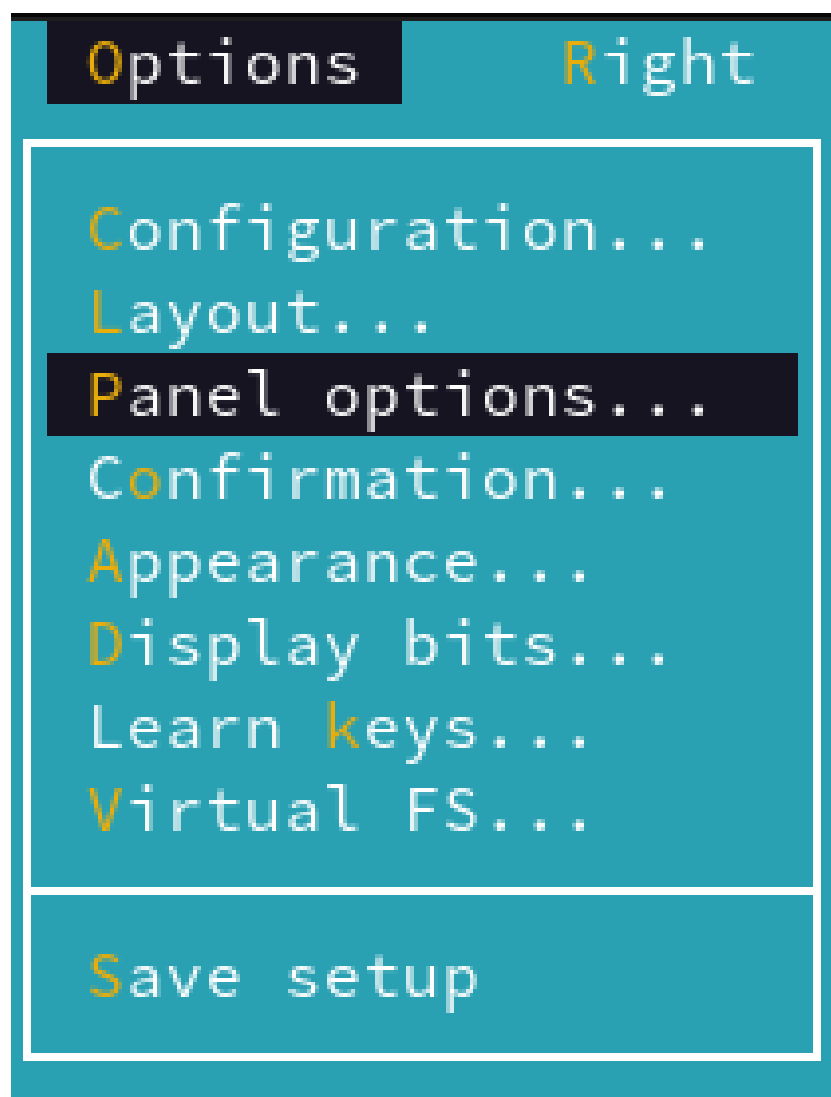 Options Right
Configuration...
Layout...
Panel options...
Confirmation...
Appearance...
Display bits...
Learn keys...
Virtual FS...
Save setup